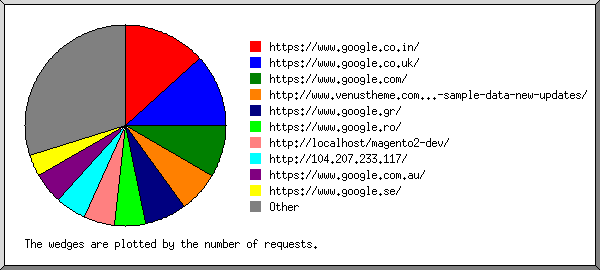 https://www.google.co.in/
https://www.google.co.uk/
https://www.google.com/
http://www.venustheme.com...-sample-data-new-updates/
https://www.google.gr/
https://www.google.ro/
http://localhost/magento2-dev/
http://104.207.233.117/
https://www.google.com.au/
https://www.google.se/
Other
The wedges are plotted by the number of requests.